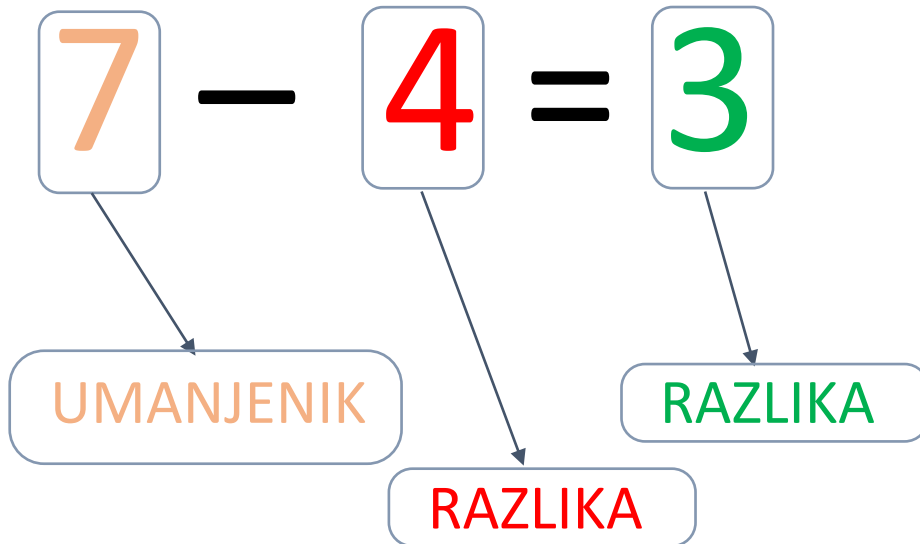 7 – 4 = 3
UMANJENIK
RAZLIKA
RAZLIKA